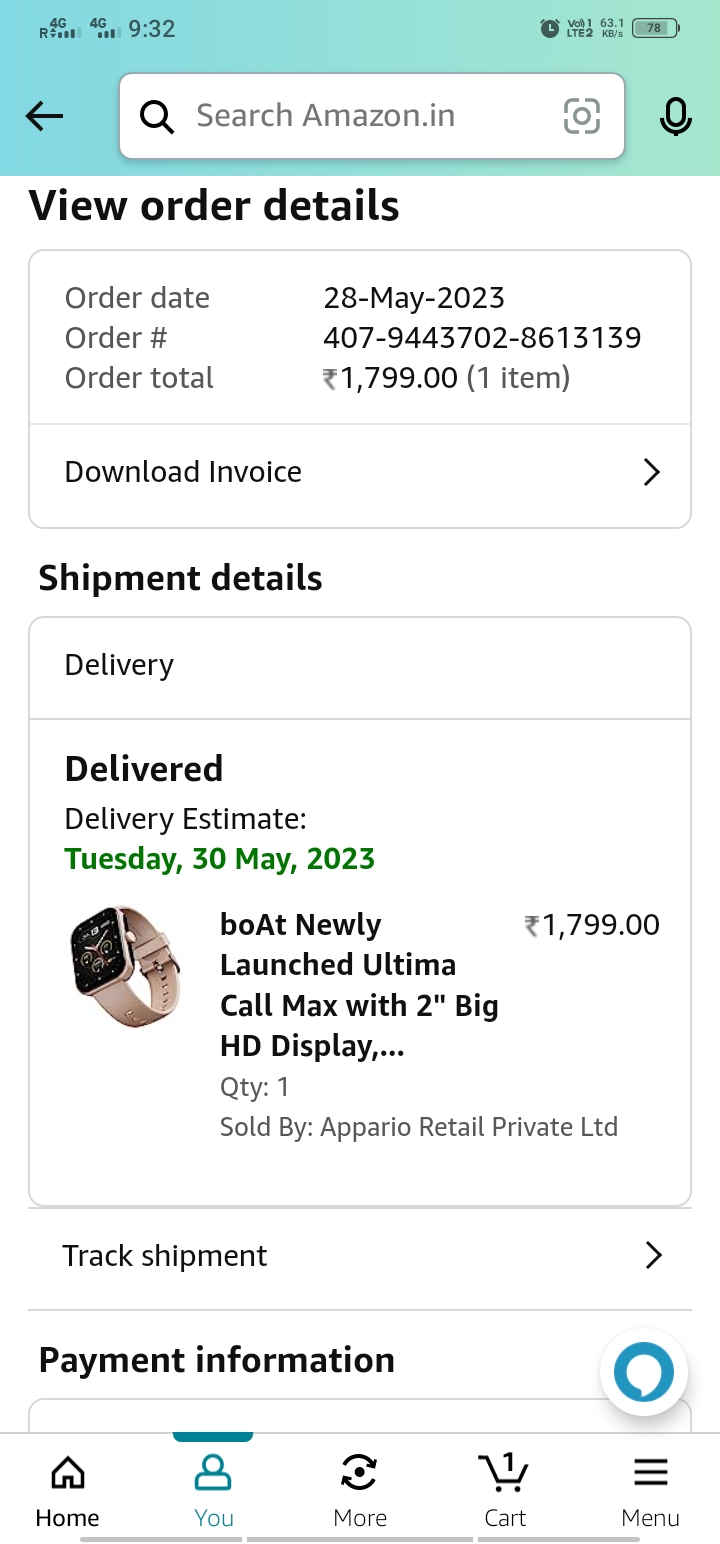 R 4G 4G 9:32 Vol) 1 LTE2 63.1 KB/s 78
Search Amazon.in
View order details
Order date 28-May-2023
Order # 407-9443702-8613139
Order total ₹1,799.00 (1 item)
Download Invoice
Shipment details
Delivery
Delivered
Delivery Estimate:
Tuesday, 30 May, 2023
boAt Newly ₹1,799.00
Launched Ultima
Call Max with 2" Big
HD Display,...
Qty: 1
Sold By: Appario Retail Private Ltd
Track shipment
Payment information
1
Home You More Cart Menu